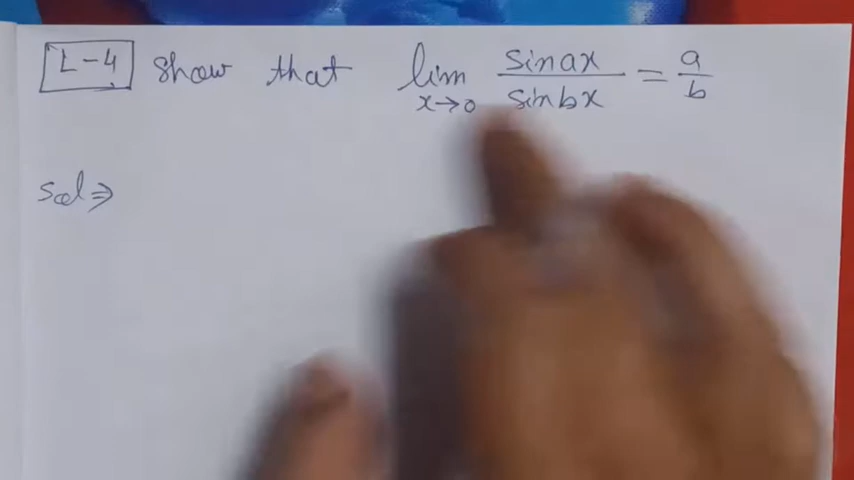 L-4 Show that lim x→0 sinax/sinbx = a/b
Sol⇒